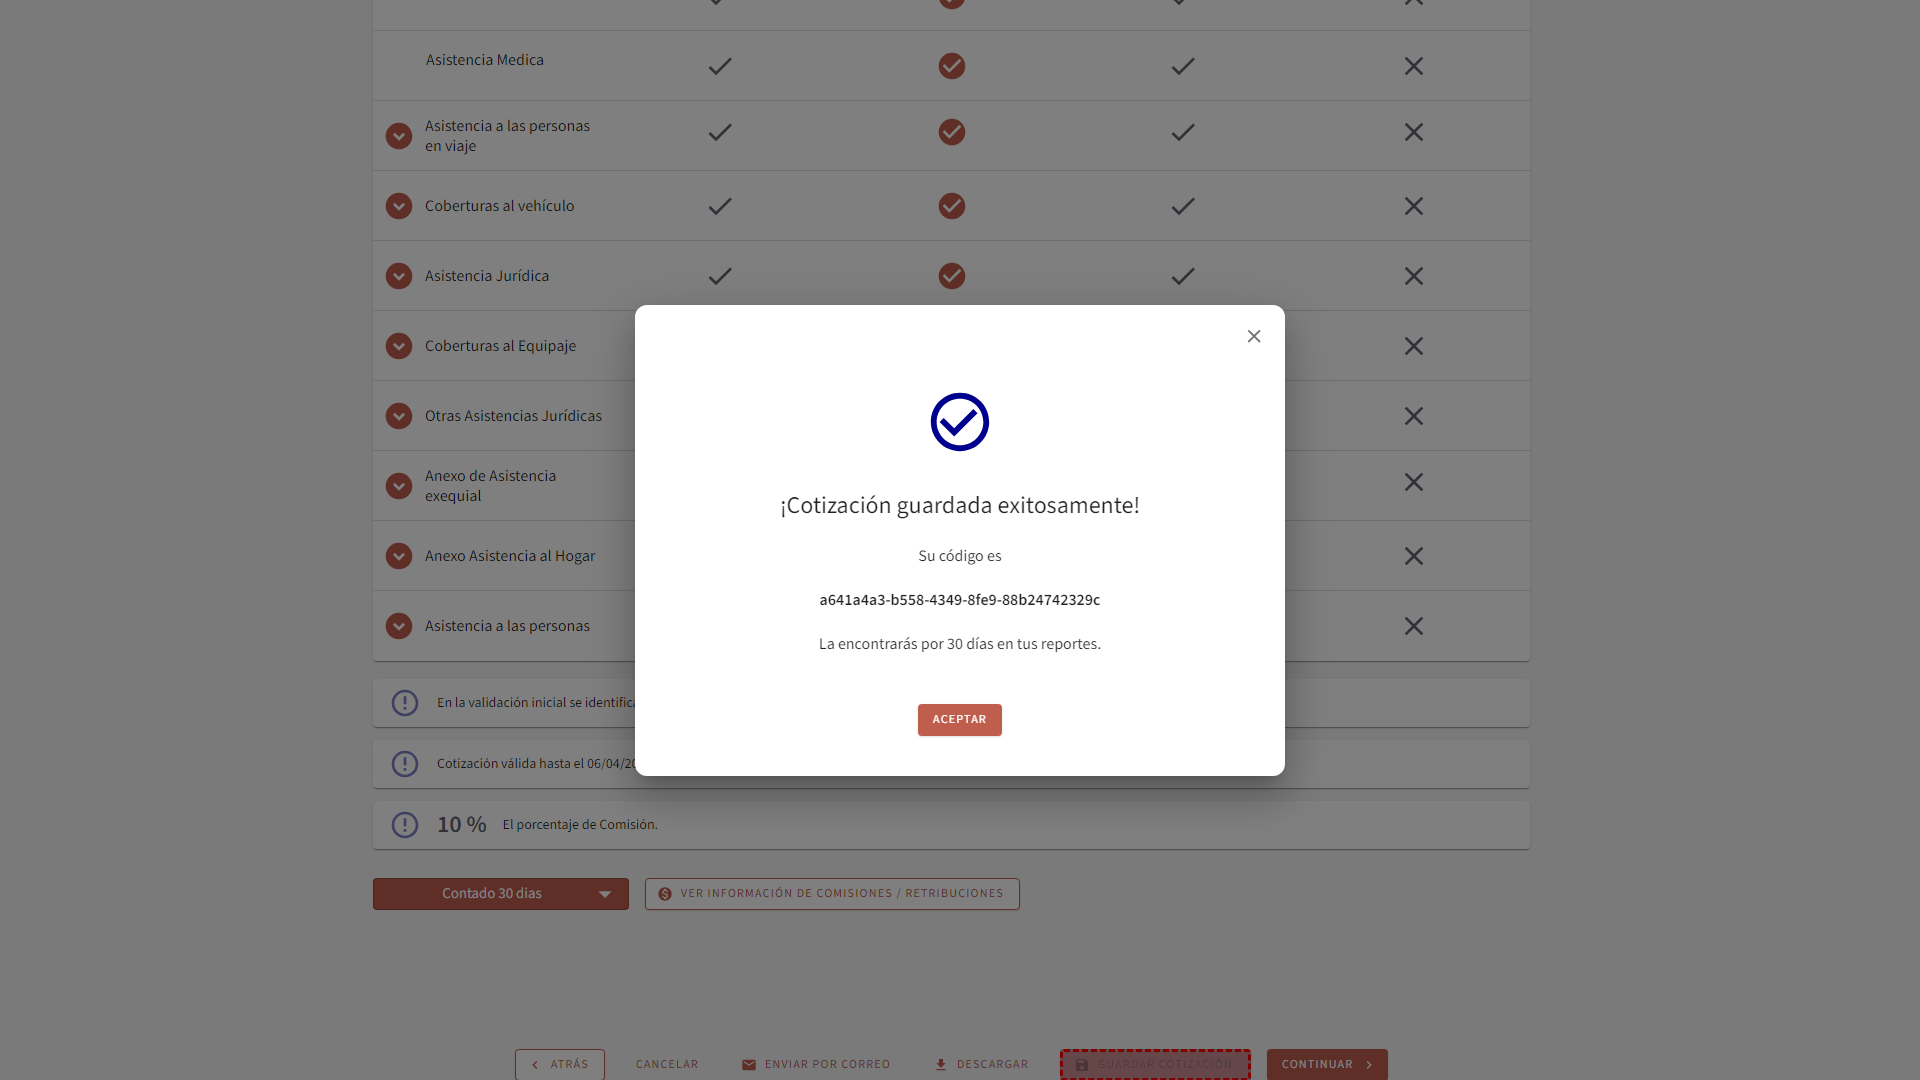 Asistencia Medica
Asistencia a las personas
en viaje
Coberturas al vehículo
Asistencia Jurídica
Coberturas al Equipaje
Otras Asistencias Jurídicas
Anexo de Asistencia
exequial
Anexo Asistencia al Hogar
Asistencia a las personas
¡Cotización guardada exitosamente!
Su código es
a641a4a3-b558-4349-8fe9-88b24742329c
La encontrarás por 30 días en tus reportes.
ACEPTAR
En la validación inicial se
Cotización válida hasta el 06/04/
10 % El porcentaje de Comisión.
Contado 30 dias
VER INFORMACIÓN DE COMISIONES / RETRIBUCIONES
ATRÁS
CANCELAR
ENVIAR POR CORREO
DESCARGAR
GUARDAR COTIZACIÓN
CONTINUAR